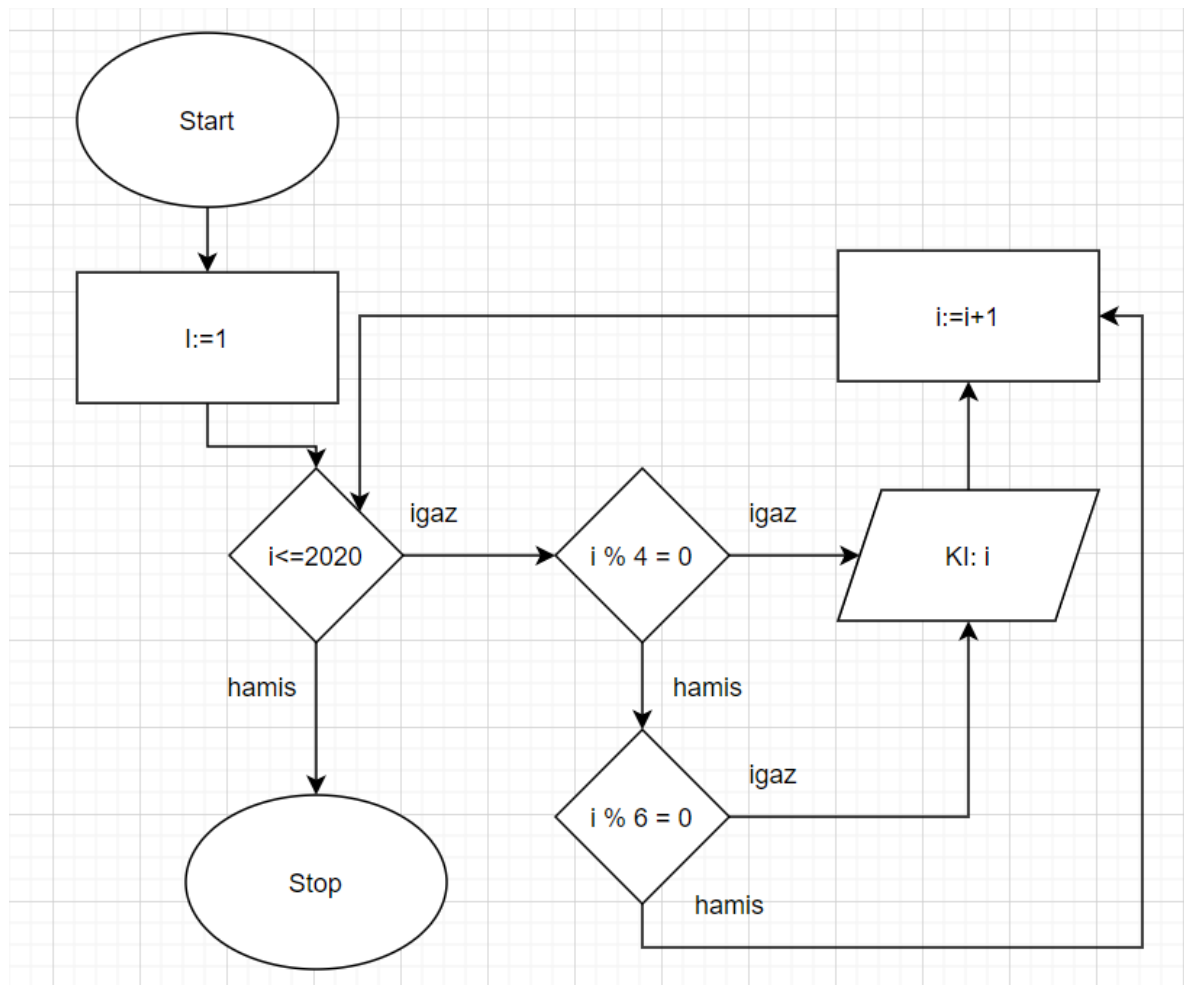 Start
I:=1
i:=i+1
i<=2020
igaz
i % 4 = 0
igaz
KI: i
hamis
hamis
i % 6 = 0
igaz
hamis
Stop